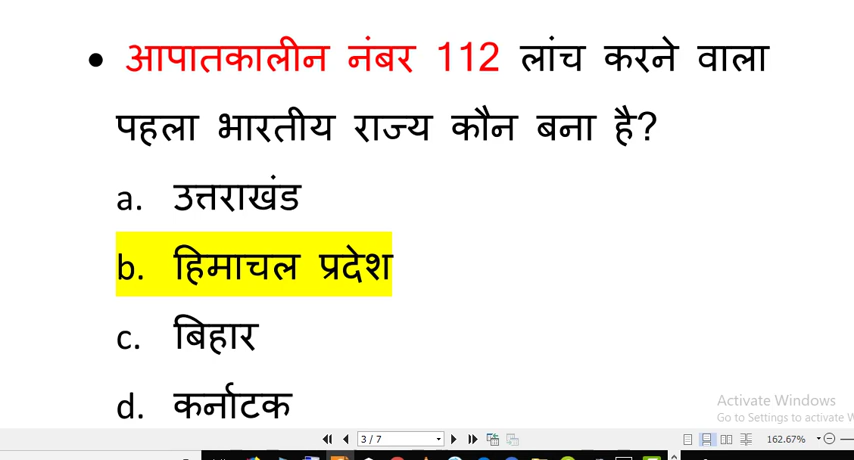 • आपातकालीन नंबर 112 लांच करने वाला
पहला भारतीय राज्य कौन बना है?
a. उत्तराखंड
b. हिमाचल प्रदेश
c. बिहार
d. कर्नाटक
Activate Windows
Go to Settings to activate W
3 / 7
162.67%